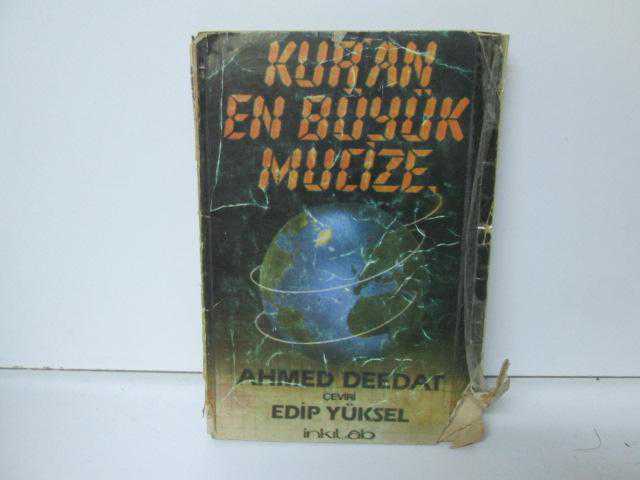 KUR'AN
EN BÜYÜK
MUCİZE
AHMED DEEDAT
ÇEVİRİ
EDİP YÜKSEL
inkılab